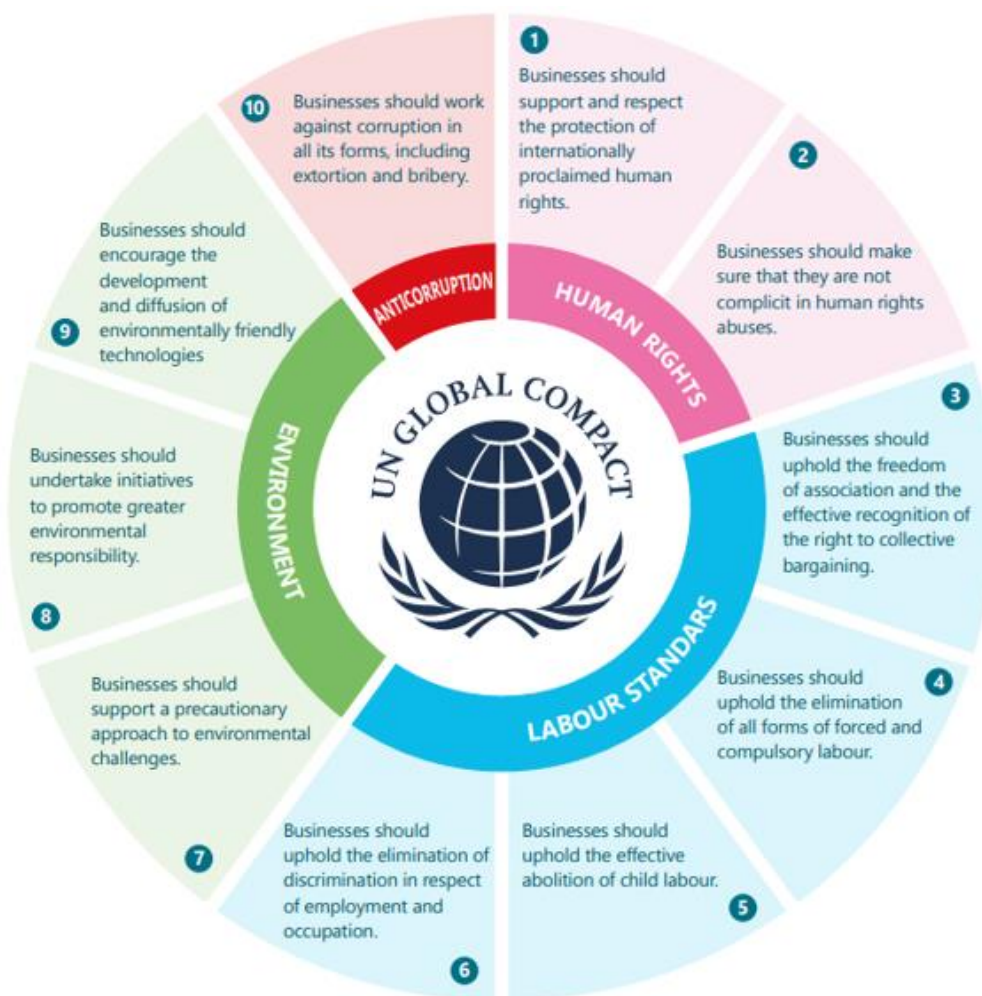 1
Businesses should
support and respect
the protection of
internationally
proclaimed human
rights.
2
Businesses should make
sure that they are not
complicit in human rights
abuses.
3
Businesses should
uphold the freedom
of association and the
effective recognition of
the right to collective
bargaining.
4
Businesses should
uphold the elimination
of all forms of forced and
compulsory labour.
5
Businesses should
uphold the effective
abolition of child labour.
6
Businesses should
uphold the elimination of
discrimination in respect
of employment and
occupation.
7
Businesses should
support a precautionary
approach to environmental
challenges.
8
Businesses should
undertake initiatives
to promote greater
environmental
responsibility.
9
Businesses should
encourage the
development
and diffusion of
environmentally friendly
technologies
10
Businesses should work
against corruption in
all its forms, including
extortion and bribery.
HUMAN RIGHTS
LABOUR STANDARS
ENVIRONMENT
ANTICORRUPTION
UN GLOBAL COMPACT